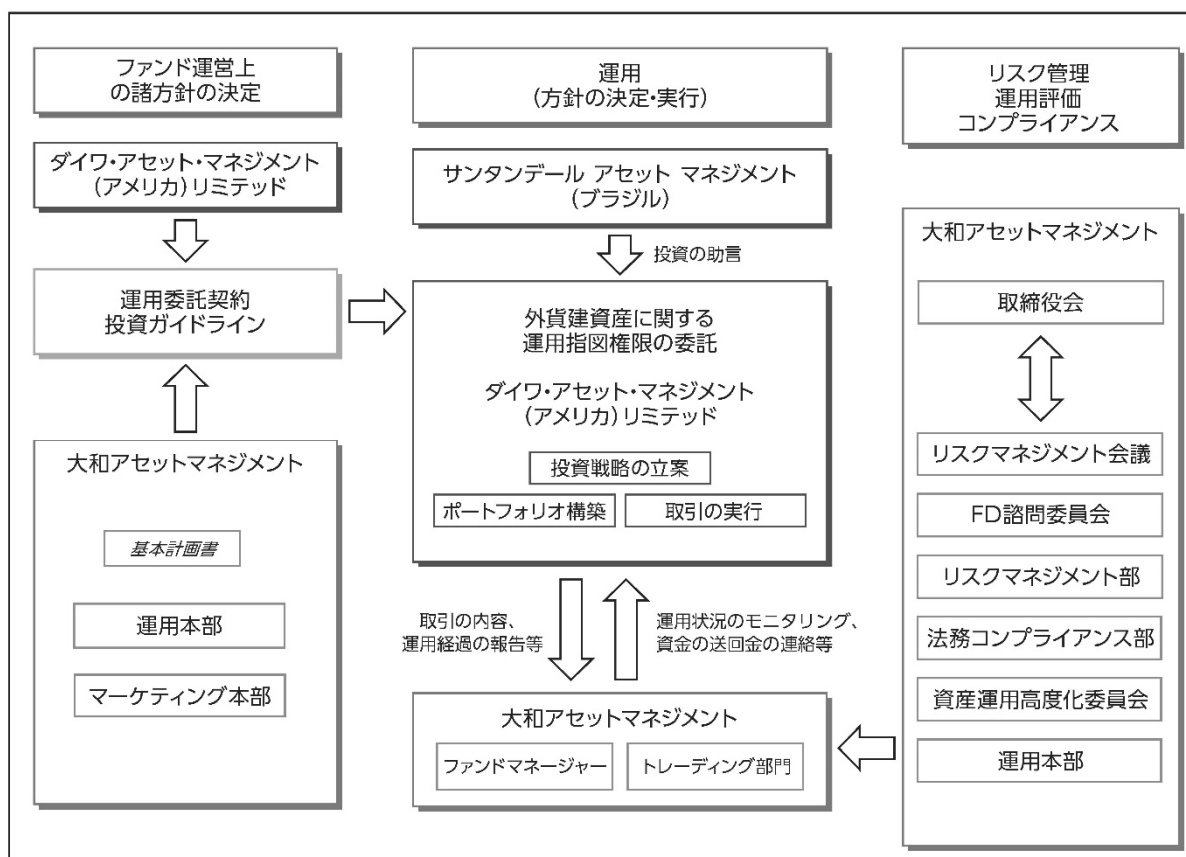 ファンド運営上
の諸方針の決定
ダイワ・アセット・マネジメント
(アメリカ)リミテッド
運用委託契約
投資ガイドライン
大和アセットマネジメント
基本計画書
運用本部
マーケティング本部
運用
(方針の決定・実行)
サンタンデール アセット マネジメント
(ブラジル)
投資の助言
外貨建資産に関する
運用指図権限の委託
ダイワ・アセット・マネジメント
(アメリカ)リミテッド
投資戦略の立案
ポートフォリオ構築
取引の実行
取引の内容、
運用経過の報告等
運用状況のモニタリング、
資金の送回金の連絡等
大和アセットマネジメント
ファンドマネージャー
トレーディング部門
リスク管理
運用評価
コンプライアンス
大和アセットマネジメント
取締役会
リスクマネジメント会議
FD諮問委員会
リスクマネジメント部
法務コンプライアンス部
資産運用高度化委員会
運用本部